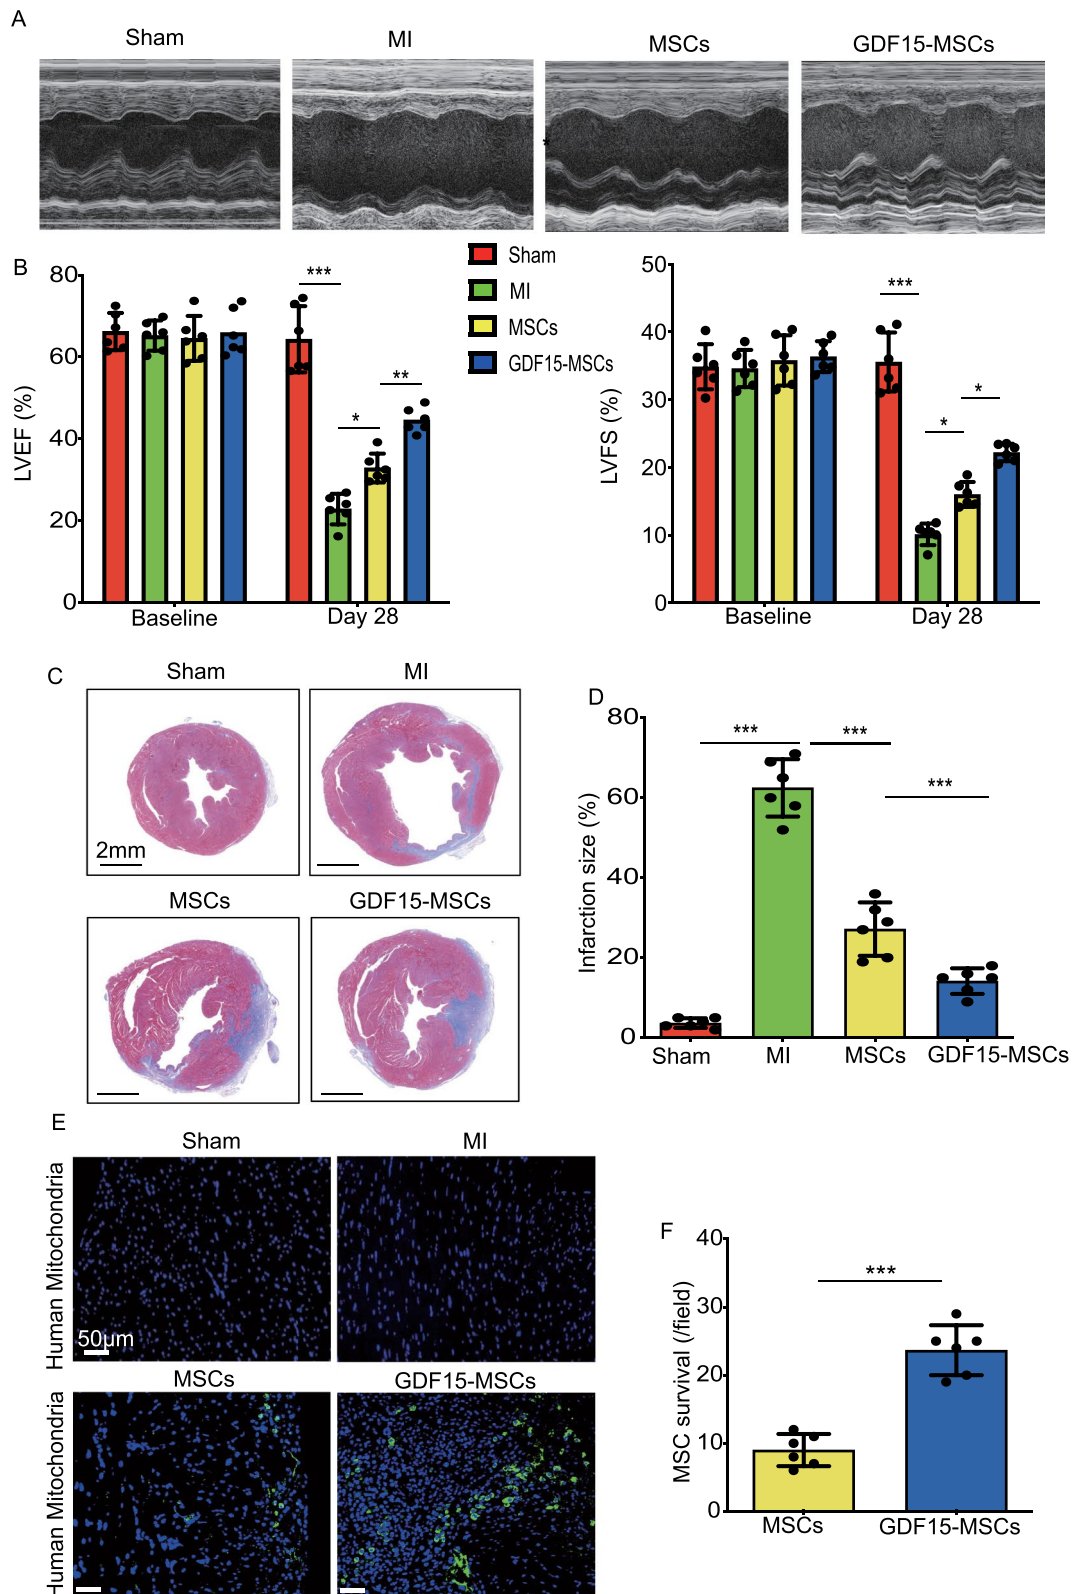 A
Sham
MI
MSCs
GDF15-MSCs
*
B
LVEF (%)
80
60
40
20
0
***
*
**
Baseline
Day 28
Sham
MI
MSCs
GDF15-MSCs
LVFS (%)
50
40
30
20
10
0
***
*
*
Baseline
Day 28
C
Sham
MI
2mm
MSCs
GDF15-MSCs
D
Infarction size (%)
80
60
40
20
0
***
***
***
Sham
MI
MSCs
GDF15-MSCs
E
Sham
MI
Human Mitochondria
50μm
MSCs
GDF15-MSCs
Human Mitochondria
F
MSC survival (/field)
40
30
20
10
0
***
MSCs
GDF15-MSCs